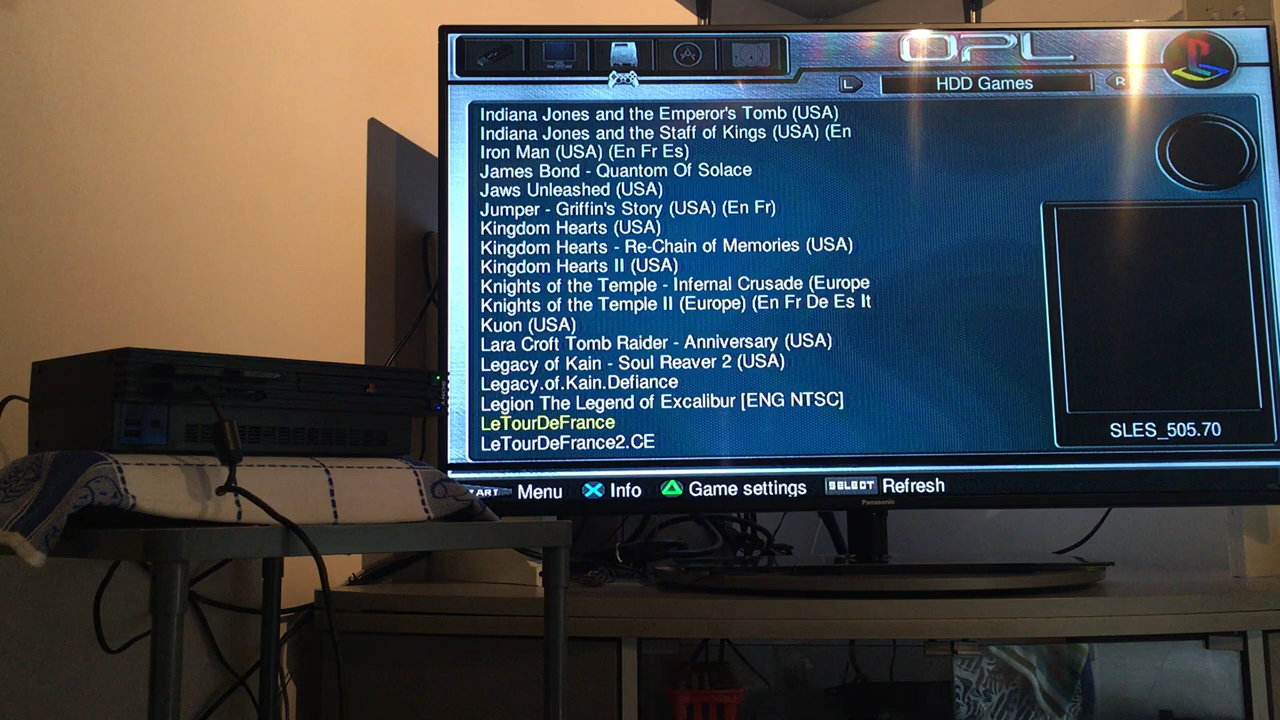 OPL
L
HDD Games
R
Indiana Jones and the Emperor's Tomb (USA)
Indiana Jones and the Staff of Kings (USA) (En
Iron Man (USA) (En Fr Es)
James Bond - Quantom Of Solace
Jaws Unleashed (USA)
Jumper - Griffin's Story (USA) (En Fr)
Kingdom Hearts (USA)
Kingdom Hearts - Re-Chain of Memories (USA)
Kingdom Hearts II (USA)
Knights of the Temple - Infernal Crusade (Europe
Knights of the Temple II (Europe) (En Fr De Es It
Kuon (USA)
Lara Croft Tomb Raider - Anniversary (USA)
Legacy of Kain - Soul Reaver 2 (USA)
Legacy.of.Kain.Defiance
Legion The Legend of Excalibur [ENG NTSC]
LeTourDeFrance
LeTourDeFrance2.CE
SLES_505.70
Menu Info Game settings SELECT Refresh
Panasonic